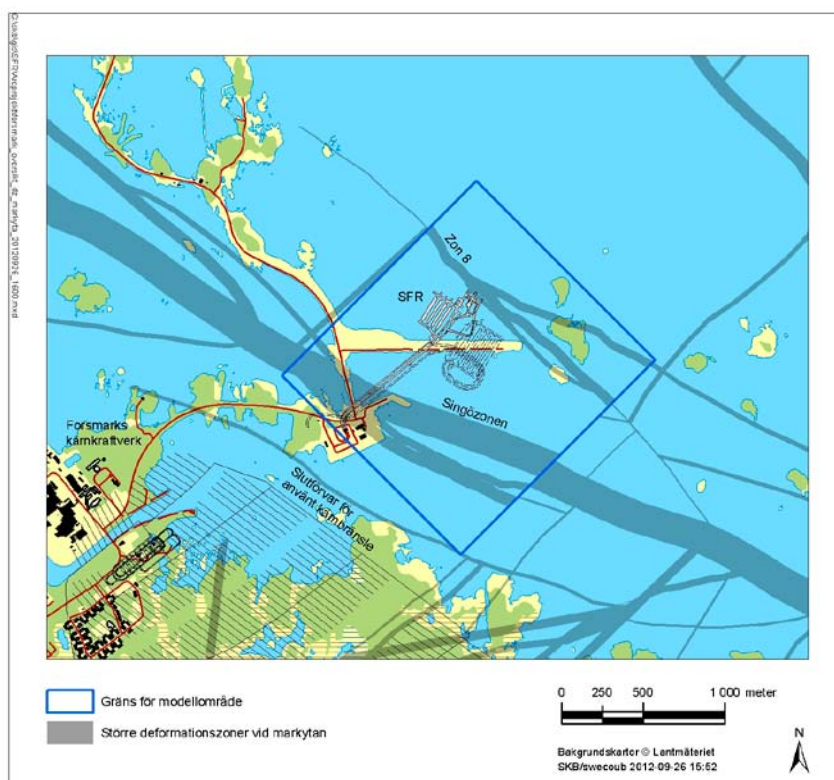 Zon 8
SFR
Singözonen
Forsmarks
kärnkraftverk
Slutförvar för
använt kärnbränsle
Gräns för modellområde
Större deformationszoner vid markytan
0 250 500 1 000 meter
N
Bakgrundskartor © Lantmäteriet
SKB/swecoub 2012-09-26 15:52